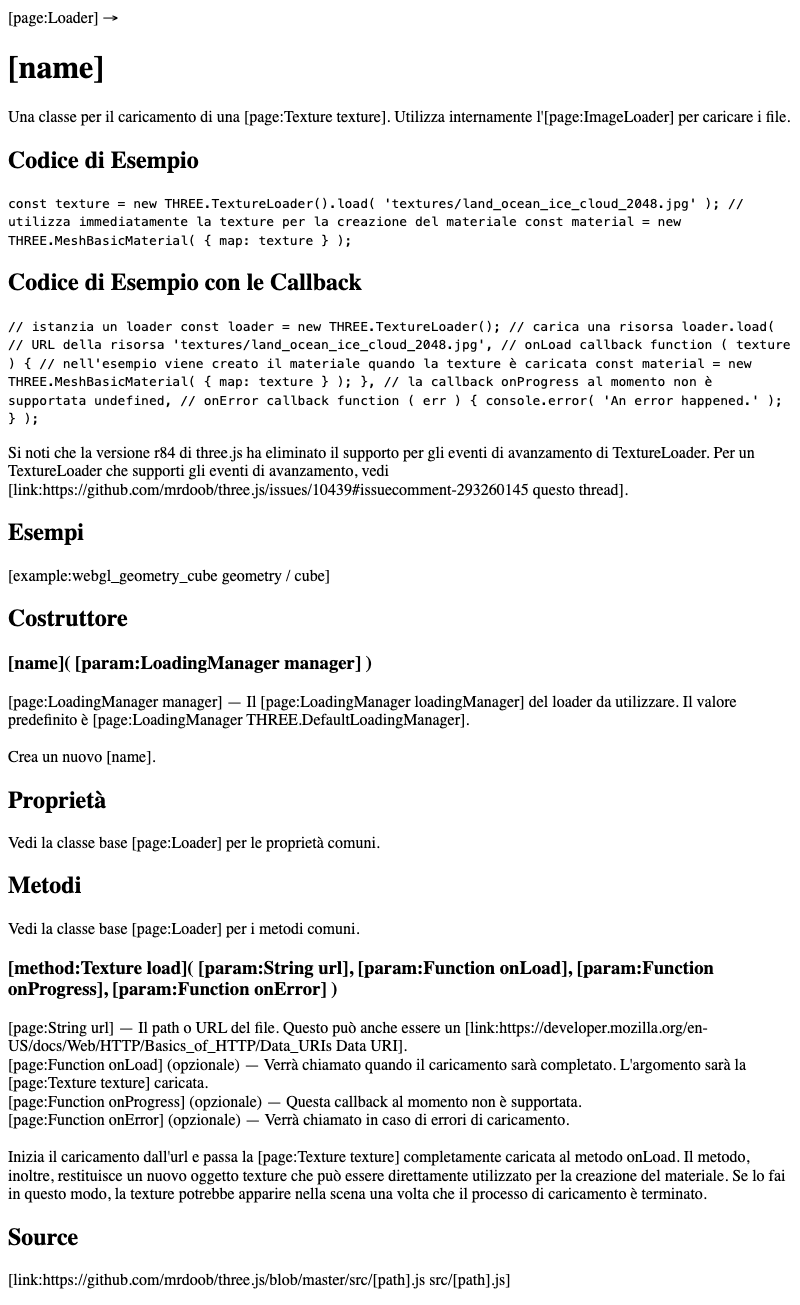 [page:Loader] →
[name]
Una classe per il caricamento di una [page:Texture texture]. Utilizza internamente l'[page:ImageLoader] per caricare i file.
Codice di Esempio
const texture = new THREE.TextureLoader().load( 'textures/land_ocean_ice_cloud_2048.jpg' ); //
utilizza immediatamente la texture per la creazione del materiale const material = new
THREE.MeshBasicMaterial( { map: texture } );
Codice di Esempio con le Callback
// istanzia un loader const loader = new THREE.TextureLoader(); // carica una risorsa loader.load(
// URL della risorsa 'textures/land_ocean_ice_cloud_2048.jpg', // onLoad callback function ( texture
) { // nell'esempio viene creato il materiale quando la texture è caricata const material = new
THREE.MeshBasicMaterial( { map: texture } ); }, // la callback onProgress al momento non è
supportata undefined, // onError callback function ( err ) { console.error( 'An error happened.' );
} );
Si noti che la versione r84 di three.js ha eliminato il supporto per gli eventi di avanzamento di TextureLoader. Per un
TextureLoader che supporti gli eventi di avanzamento, vedi
[link:https://github.com/mrdoob/three.js/issues/10439#issuecomment-293260145 questo thread].
Esempi
[example:webgl_geometry_cube geometry / cube]
Costruttore
[name]( [param:LoadingManager manager] )
[page:LoadingManager manager] — Il [page:LoadingManager loadingManager] del loader da utilizzare. Il valore
predefinito è [page:LoadingManager THREE.DefaultLoadingManager].
Crea un nuovo [name].
Proprietà
Vedi la classe base [page:Loader] per le proprietà comuni.
Metodi
Vedi la classe base [page:Loader] per i metodi comuni.
[method:Texture load]( [param:String url], [param:Function onLoad], [param:Function
onProgress], [param:Function onError] )
[page:String url] — Il path o URL del file. Questo può anche essere un [link:https://developer.mozilla.org/en-
US/docs/Web/HTTP/Basics_of_HTTP/Data_URIs Data URI].
[page:Function onLoad] (opzionale) — Verrà chiamato quando il caricamento sarà completato. L'argomento sarà la
[page:Texture texture] caricata.
[page:Function onProgress] (opzionale) — Questa callback al momento non è supportata.
[page:Function onError] (opzionale) — Verrà chiamato in caso di errori di caricamento.
Inizia il caricamento dall'url e passa la [page:Texture texture] completamente caricata al metodo onLoad. Il metodo,
inoltre, restituisce un nuovo oggetto texture che può essere direttamente utilizzato per la creazione del materiale. Se lo fai
in questo modo, la texture potrebbe apparire nella scena una volta che il processo di caricamento è terminato.
Source
[link:https://github.com/mrdoob/three.js/blob/master/src/[path].js src/[path].js]